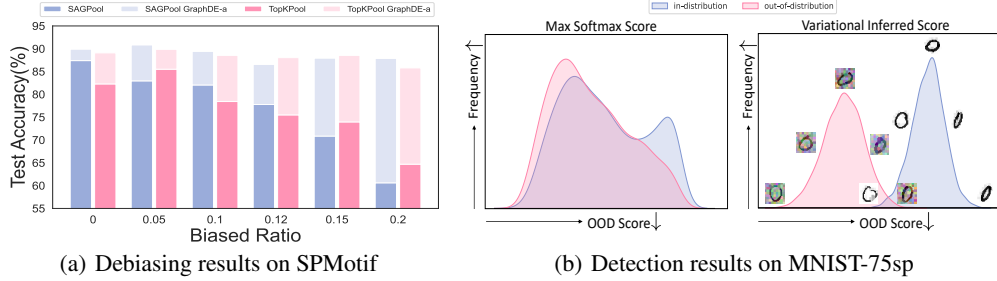 SAGPool SAGPool GraphDE-a TopKPool TopKPool GraphDE-a
Test Accuracy(%)
95
90
85
80
75
70
65
60
55
0 0.05 0.1 0.12 0.15 0.2
Biased Ratio
(a) Debiasing results on SPMotif
in-distribution out-of-distribution
Max Softmax Score Variational Inferred Score
Frequency Frequency
OOD Score OOD Score
(b) Detection results on MNIST-75sp